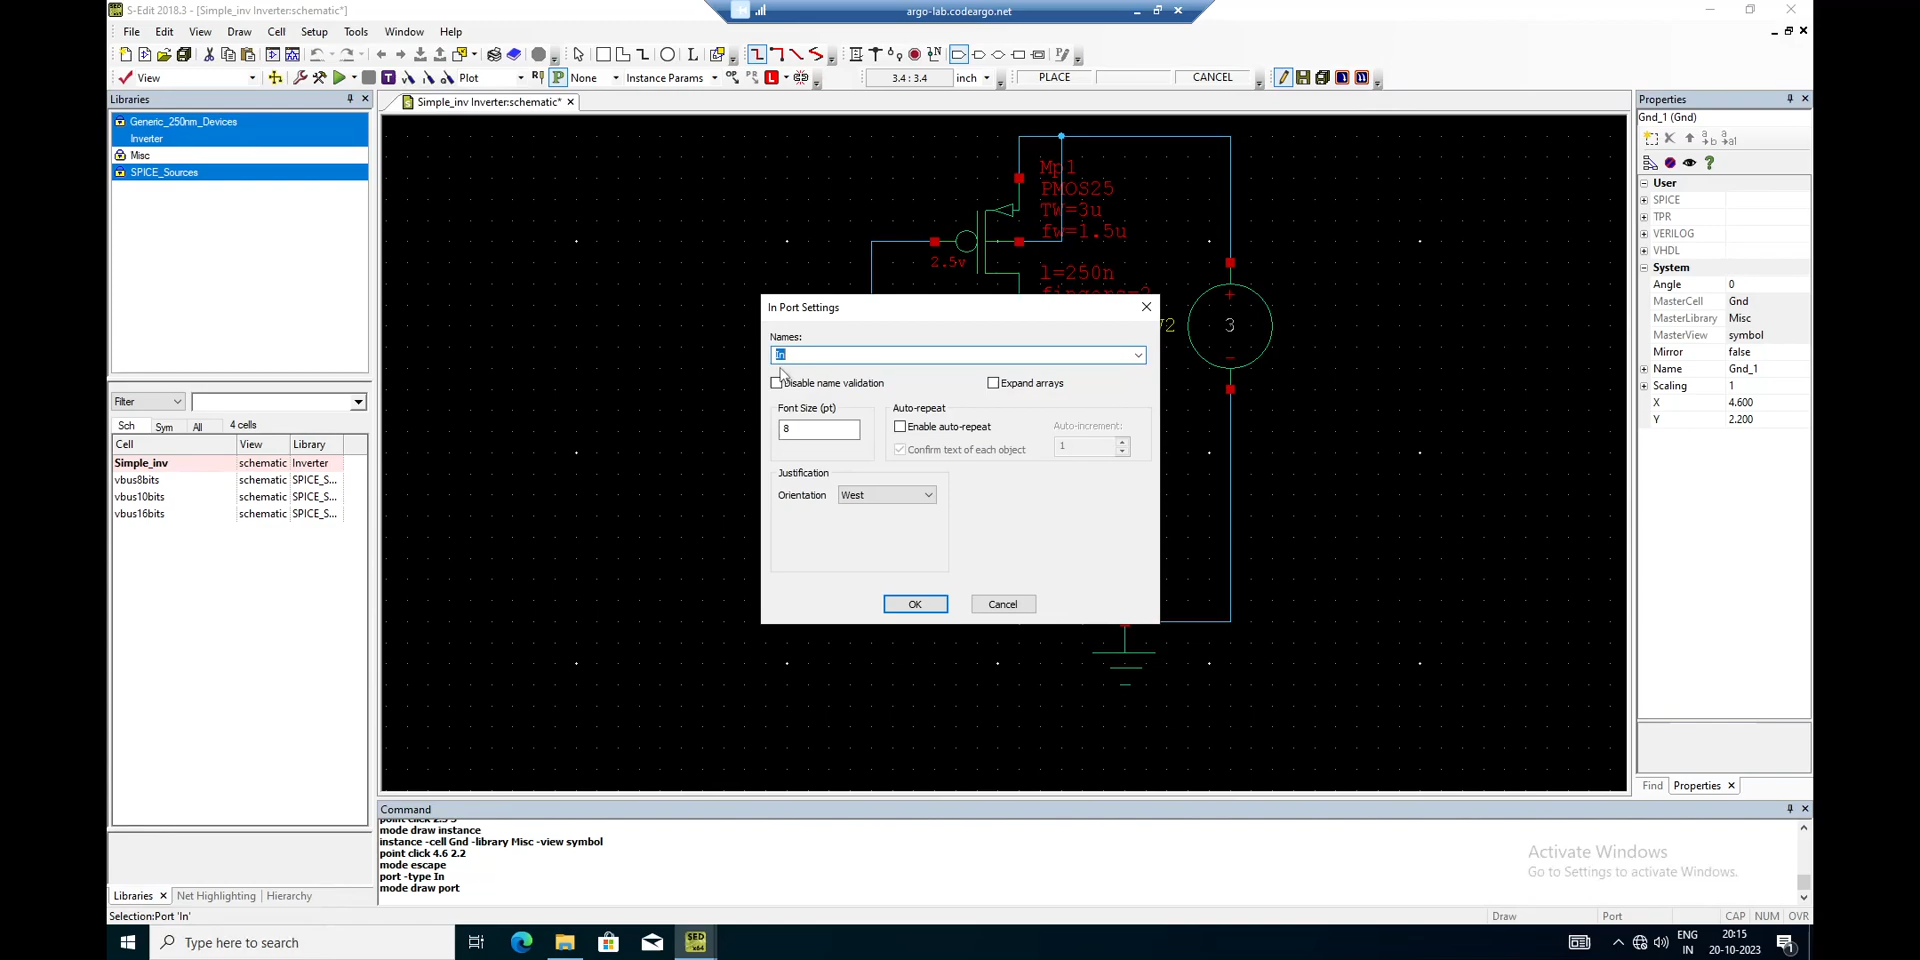 S-Edit 2018.3 - [Simple_inv Inverter:schematic*]
argo-lab.codeargo.net
File Edit View Draw Cell Setup Tools Window Help
View
Plot
None
Instance Params
3.4 : 3.4
inch
PLACE
CANCEL
Libraries
Generic_250nm_Devices
Inverter
Misc
SPICE_Sources
Filter
Sch Sym All 4 cells
Cell View Library
Simple_inv schematic Inverter
vbus8bits schematic SPICE_S...
vbus10bits schematic SPICE_S...
vbus16bits schematic SPICE_S...
Libraries Net Highlighting Hierarchy
Simple_inv Inverter:schematic*
Mp1
PMOS25
TW=3u
fw=1.5u
2.5v
l=250n
3
In Port Settings
Names:
In
Disable name validation
Expand arrays
Font Size (pt)
8
Auto-repeat
Enable auto-repeat
Auto-increment:
Confirm text of each object
1
Justification
Orientation West
OK Cancel
Properties
Gnd_1 (Gnd)
User
SPICE
TPR
VERILOG
VHDL
System
Angle 0
MasterCell Gnd
MasterLibrary Misc
MasterView symbol
Mirror false
Name Gnd_1
Scaling 1
X 4.600
Y 2.200
Find Properties
Command
mode draw instance
instance -cell Gnd -library Misc -view symbol
point click 4.6 2.2
mode escape
port -type In
mode draw port
Activate Windows
Go to Settings to activate Windows.
Selection:Port 'In'
Draw Port CAP NUM OVR
Type here to search
SED
x64
ENG
IN
20:15
20-10-2023
1